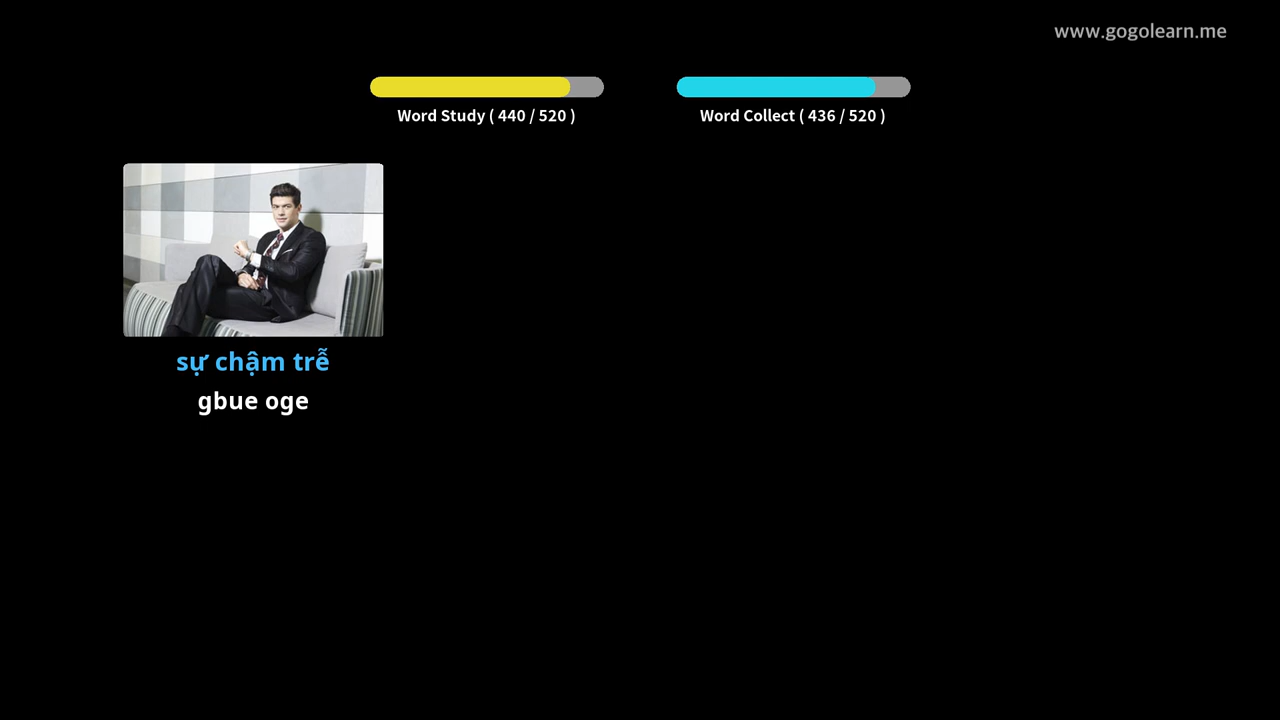 www.gogolearn.me
Word Study ( 440 / 520 )
Word Collect ( 436 / 520 )
sự chậm trễ
gbue oge